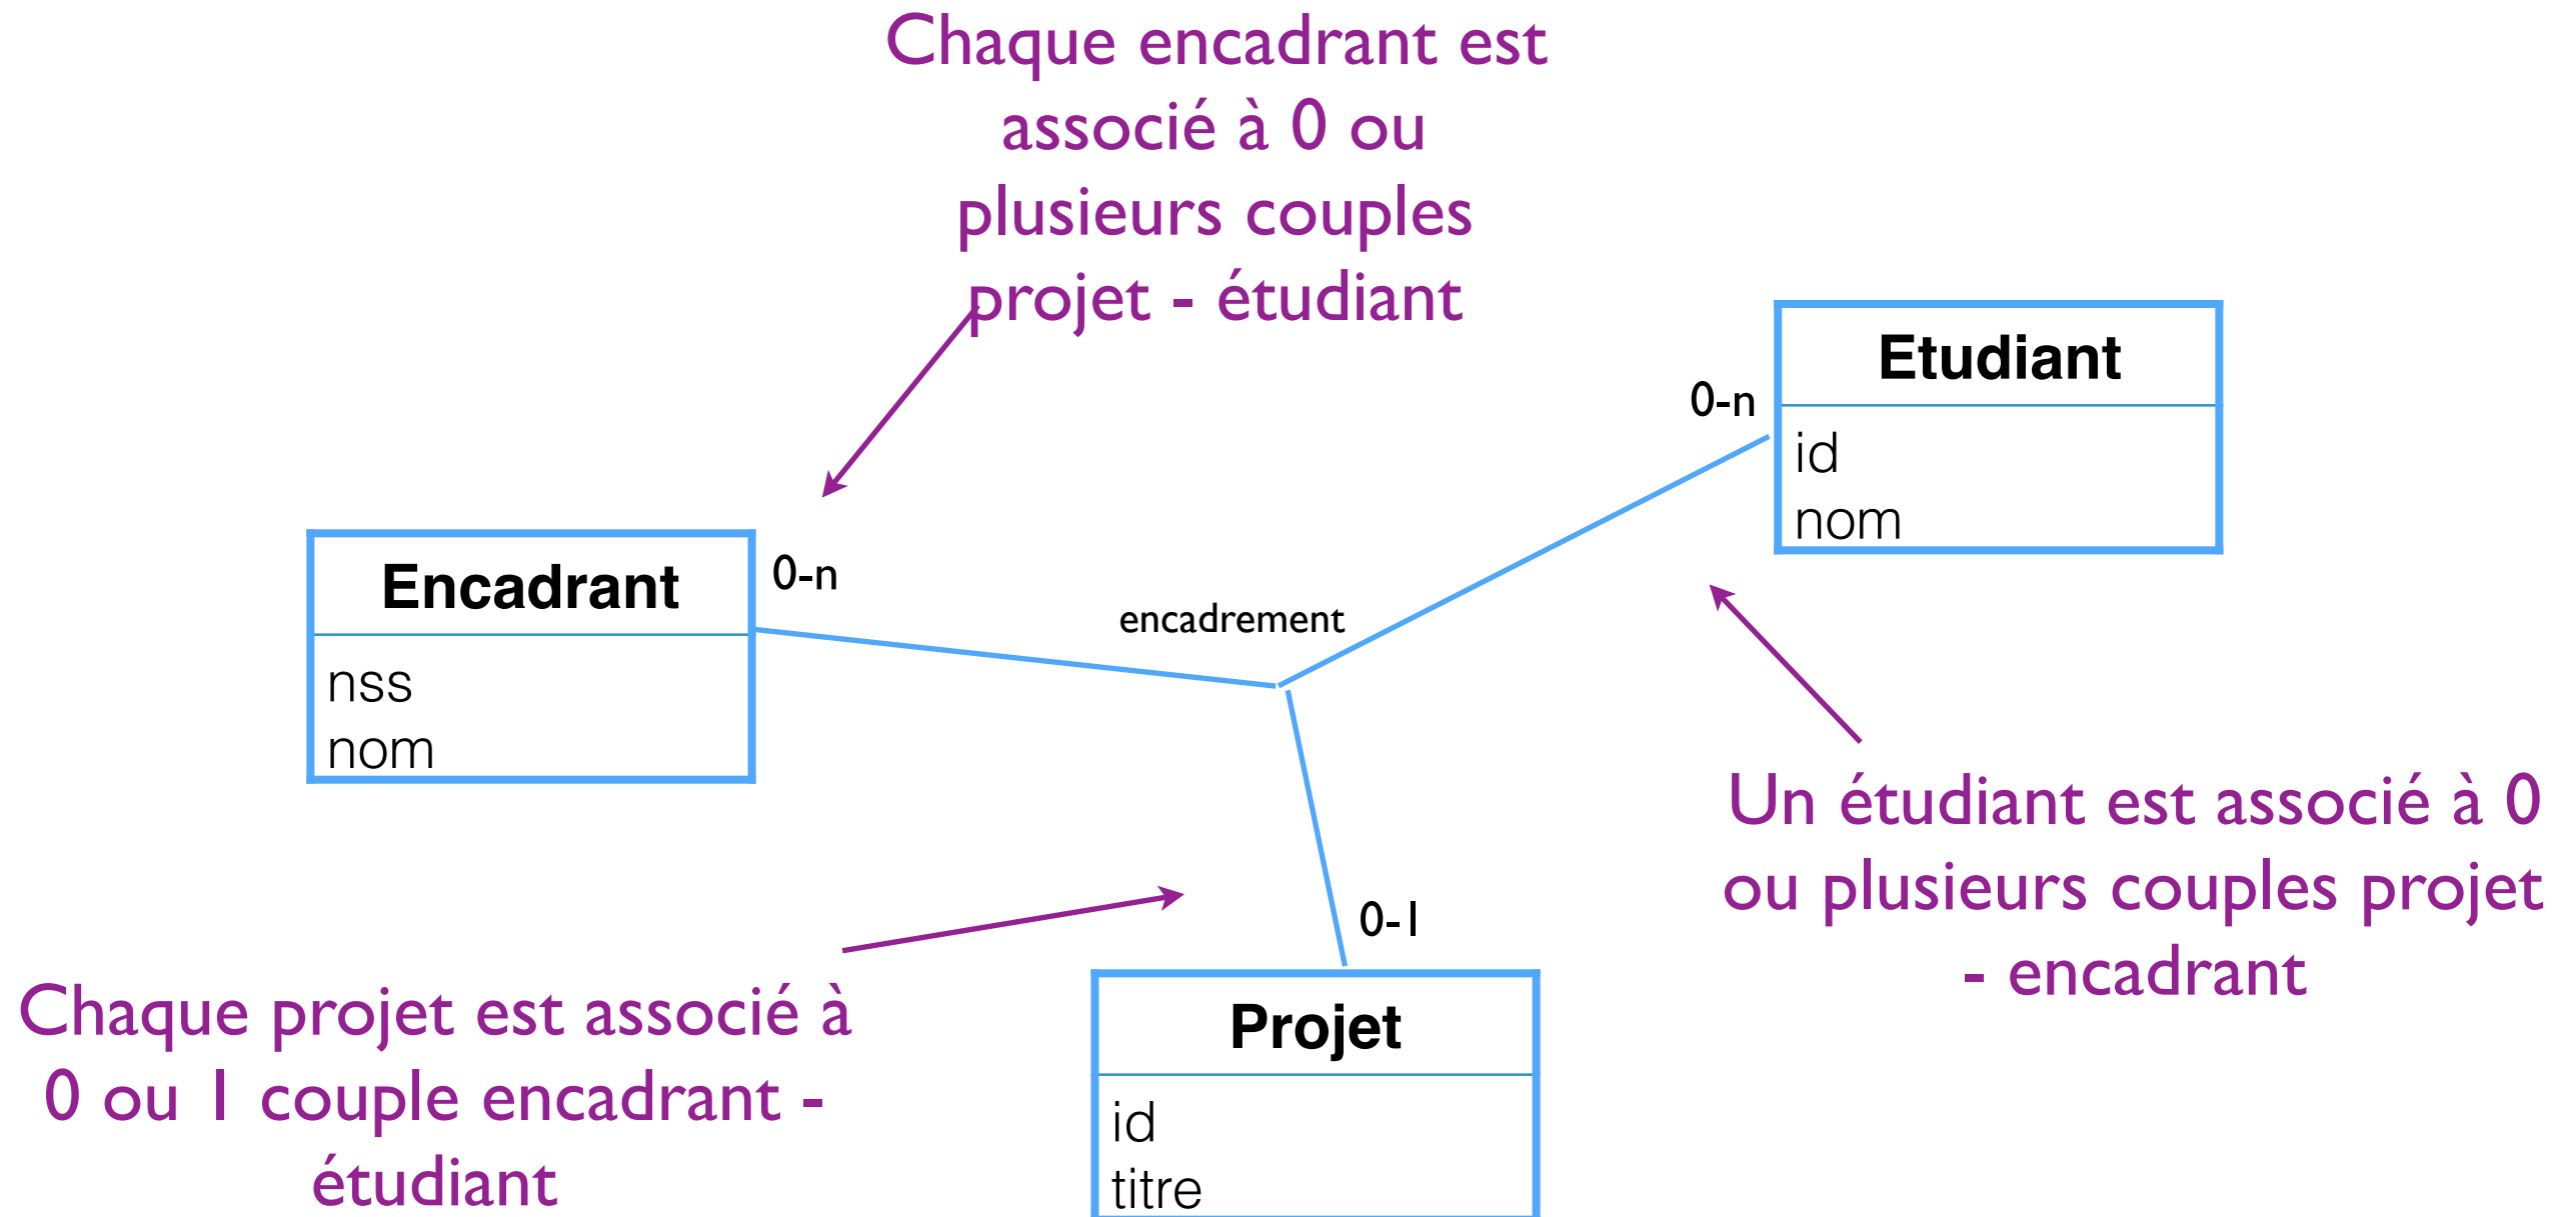 Chaque encadrant est
associé à 0 ou
plusieurs couples
projet - étudiant
Etudiant
0-n
id
nom
Encadrant
0-n
nss
nom
encadrement
Un étudiant est associé à 0
ou plusieurs couples projet
- encadrant
0-1
Chaque projet est associé à
0 ou 1 couple encadrant -
étudiant
Projet
id
titre